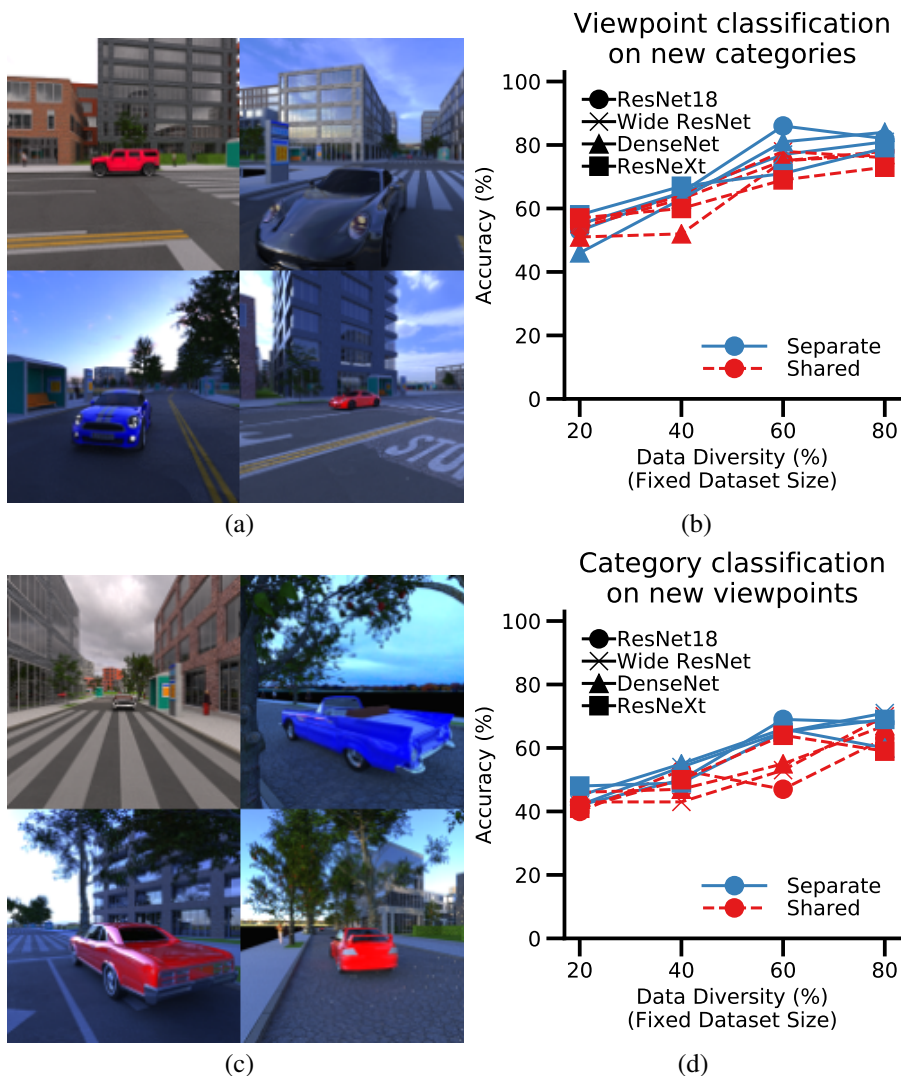 Viewpoint classification
on new categories
100
80
60
40
20
0
Accuracy (%)
ResNet18
Wide ResNet
DenseNet
ResNeXt
Separate
Shared
20 40 60 80
Data Diversity (%)
(Fixed Dataset Size)
(a)
(b)
Category classification
on new viewpoints
100
80
60
40
20
0
Accuracy (%)
ResNet18
Wide ResNet
DenseNet
ResNeXt
Separate
Shared
20 40 60 80
Data Diversity (%)
(Fixed Dataset Size)
(c)
(d)